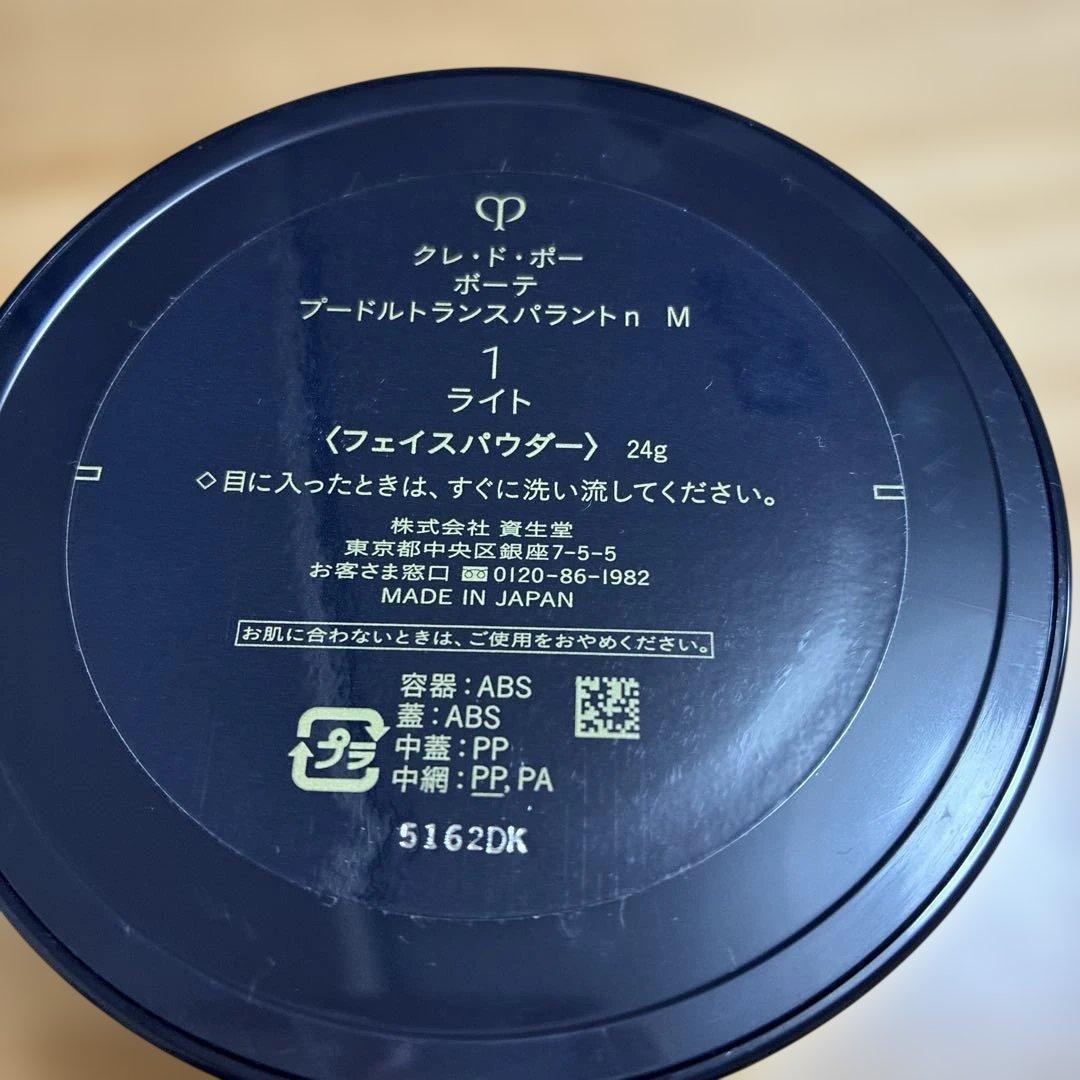 クレ・ド・ポー
ボーテ
プードルトランスパラントn M
1
ライト
〈フェイスパウダー〉 24g
◇目に入ったときは、すぐに洗い流してください。
株式会社 資生堂
東京都中央区銀座7-5-5
お客さま窓口 0120-86-1982
MADE IN JAPAN
お肌に合わないときは、ご使用をおやめください。
容器:ABS
蓋:ABS
プラ
中蓋:PP
中網:PP, PA
5162DK